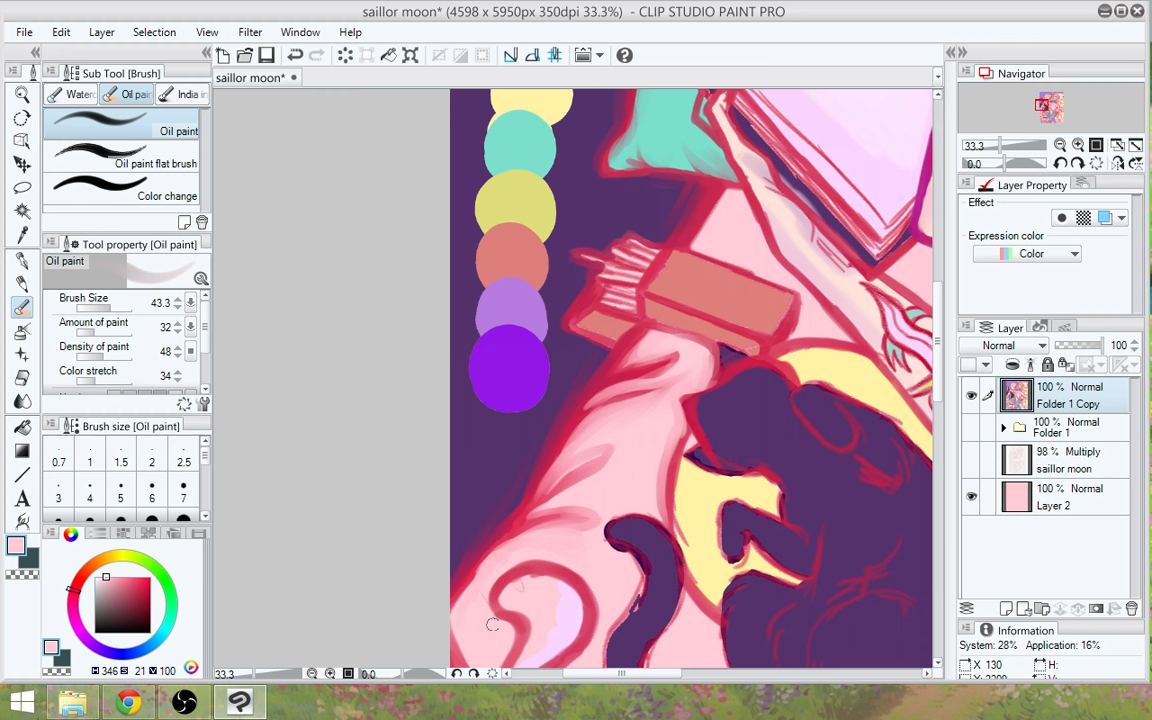 saillor moon* (4598 x 5950px 350dpi 33.3%) - CLIP STUDIO PAINT PRO
File Edit Layer Selection View Filter Window Help
Sub Tool [Brush]
saillor moon*
Navigator
Waterc Oil pain India in
Oil paint
Oil paint flat brush
Color change
33.3
0.0
Layer Property
Effect
Expression color
Color
Tool property [Oil paint]
Oil paint
Brush Size 43.3
Amount of paint 32
Density of paint 48
Color stretch 34
Layer
Normal 100
100 % Normal
Folder 1 Copy
100 % Normal
Folder 1
98 % Multiply
saillor moon
100 % Normal
Layer 2
Brush size [Oil paint]
0.7 1 1.5 2 2.5
3 4 5 6 7
H 346 S 21 V 100
33.3 0.0
Information
System: 28% Application: 16%
X 130 H: